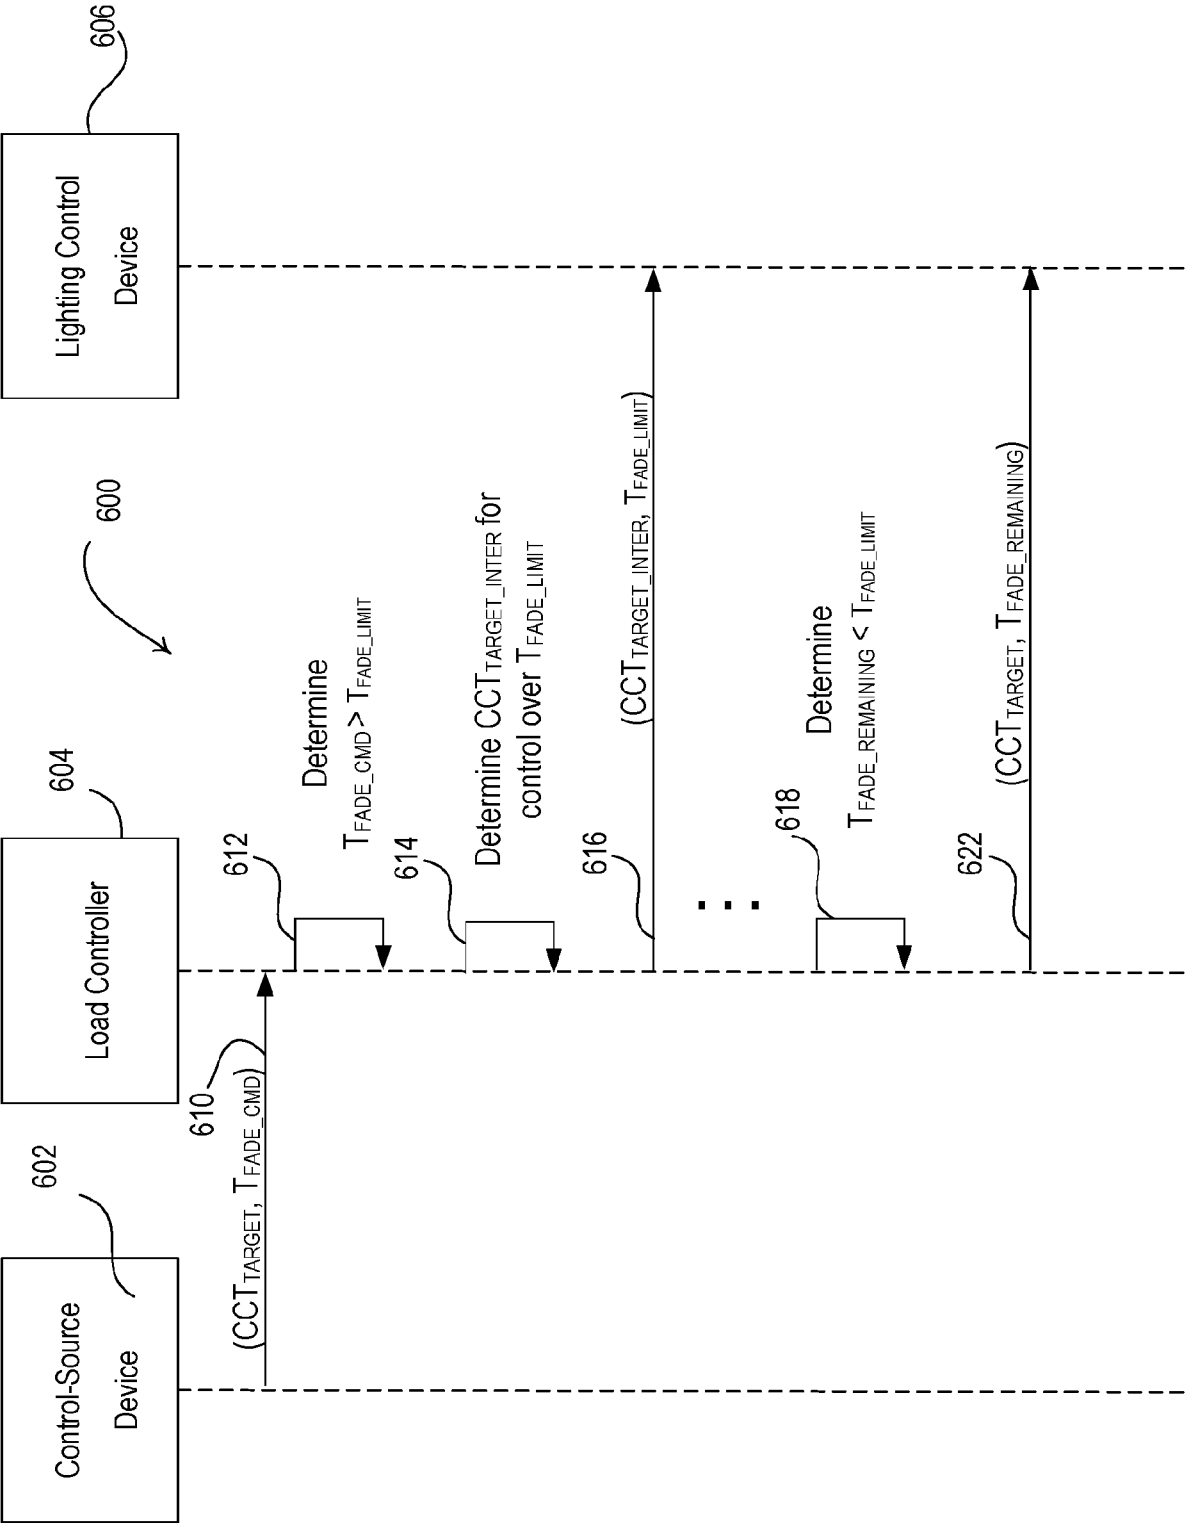 600
Control-Source
Device
602
Load Controller
604
Lighting Control
Device
606
610
(CCTTARGET, TFADE_CMD)
612
Determine
TFADE_CMD > TFADE_LIMIT
614
Determine CCTTARGET_INTER for
control over TFADE_LIMIT
616
(CCTTARGET_INTER, TFADE_LIMIT)
618
Determine
TFADE_REMAINING < TFADE_LIMIT
622
(CCTTARGET, TFADE_REMAINING)